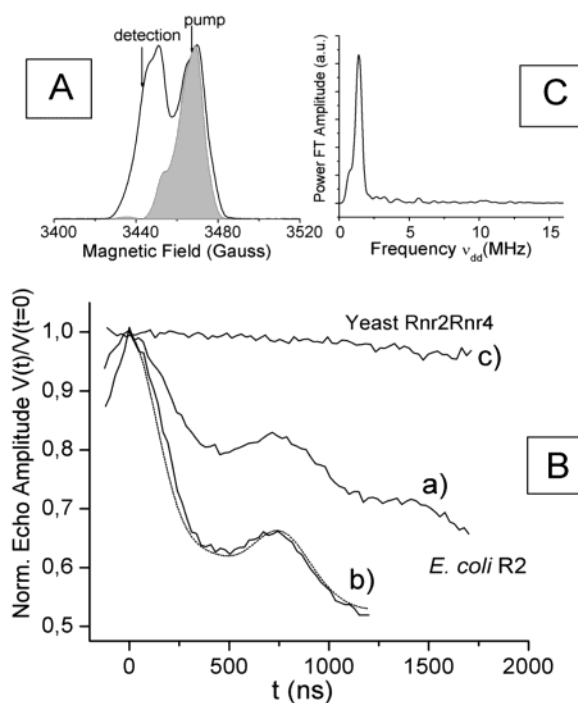 A
detection
pump
3400 3440 3480 3520
Magnetic Field (Gauss)
C
Power FT Amplitude (a.u.)
0 5 10 15
Frequency νdd(MHz)
B
Norm. Echo Amplitude V(t)/V(t=0)
1,0
0,9
0,8
0,7
0,6
0,5
Yeast Rnr2Rnr4
c)
a)
E. coli R2
b)
0 500 1000 1500 2000
t (ns)